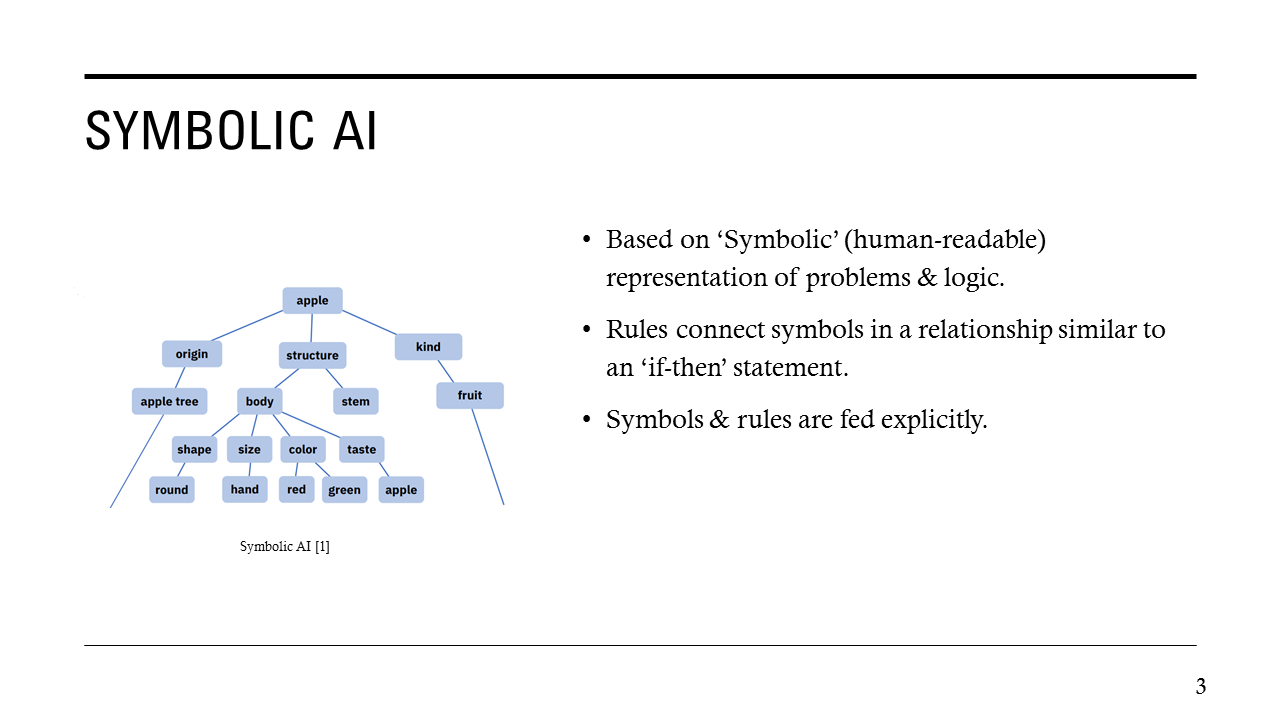 SYMBOLIC AI
apple
origin
structure
kind
apple tree
body
stem
fruit
shape
size
color
taste
round
hand
red
green
apple
Symbolic AI [1]
• Based on ‘Symbolic’ (human-readable)
representation of problems & logic.
• Rules connect symbols in a relationship similar to
an ‘if-then’ statement.
• Symbols & rules are fed explicitly.
3